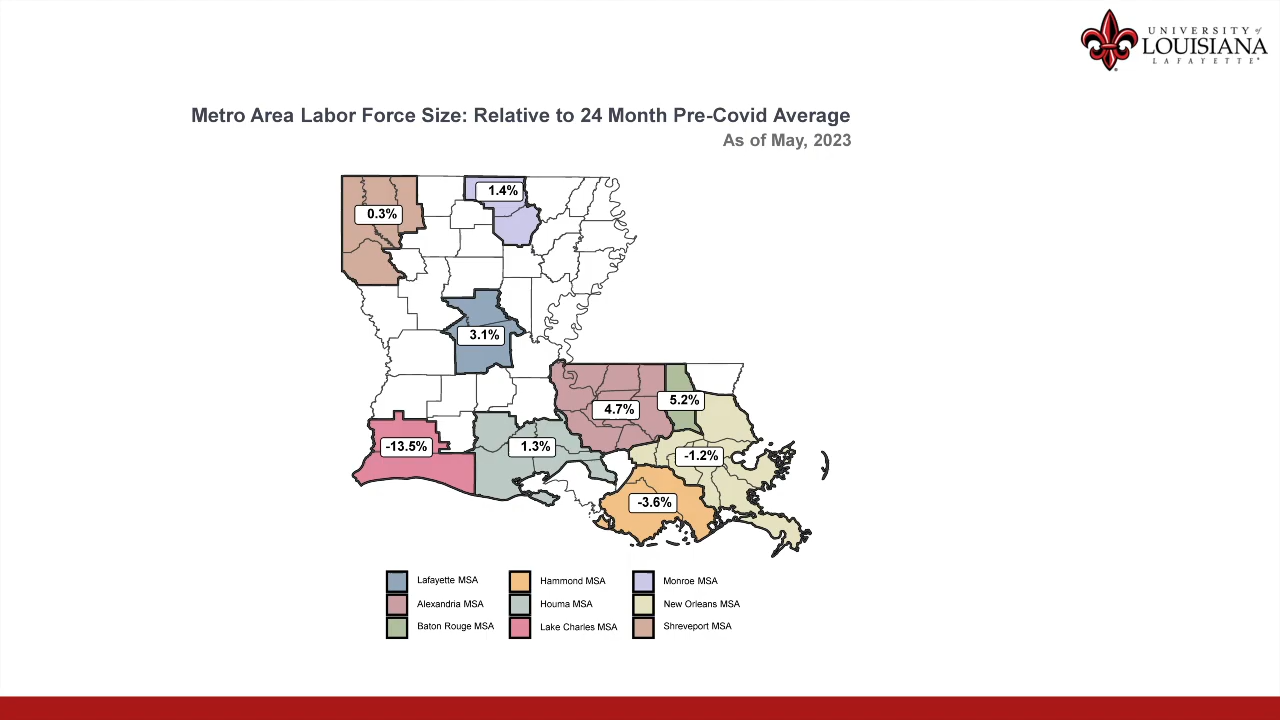 UNIVERSITY of
LOUISIANA
LAFAYETTE®
Metro Area Labor Force Size: Relative to 24 Month Pre-Covid Average
As of May, 2023
1.4%
0.3%
3.1%
5.2%
4.7%
-13.5%
1.3%
-1.2%
-3.6%
Lafayette MSA
Hammond MSA
Monroe MSA
Alexandria MSA
Houma MSA
New Orleans MSA
Baton Rouge MSA
Lake Charles MSA
Shreveport MSA